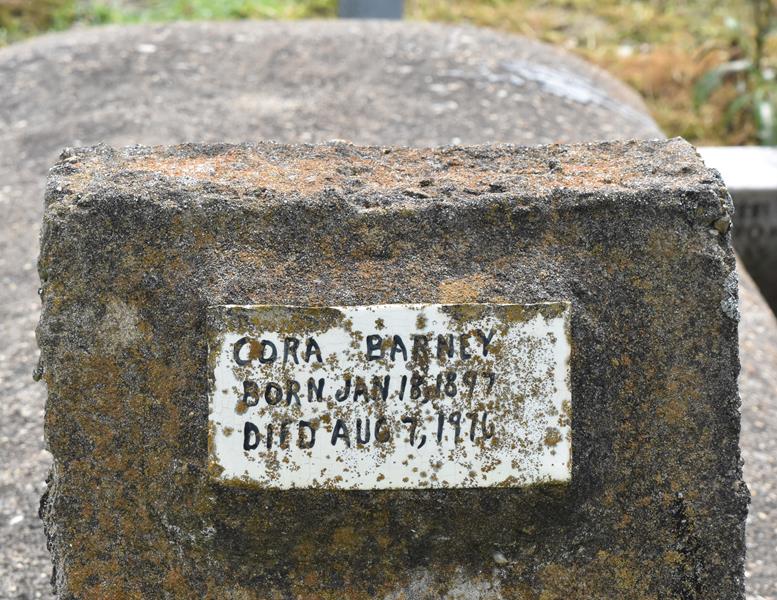 CORA BARNEY
BORN JAN. 18, 1897
DIED AUG 7, 1976